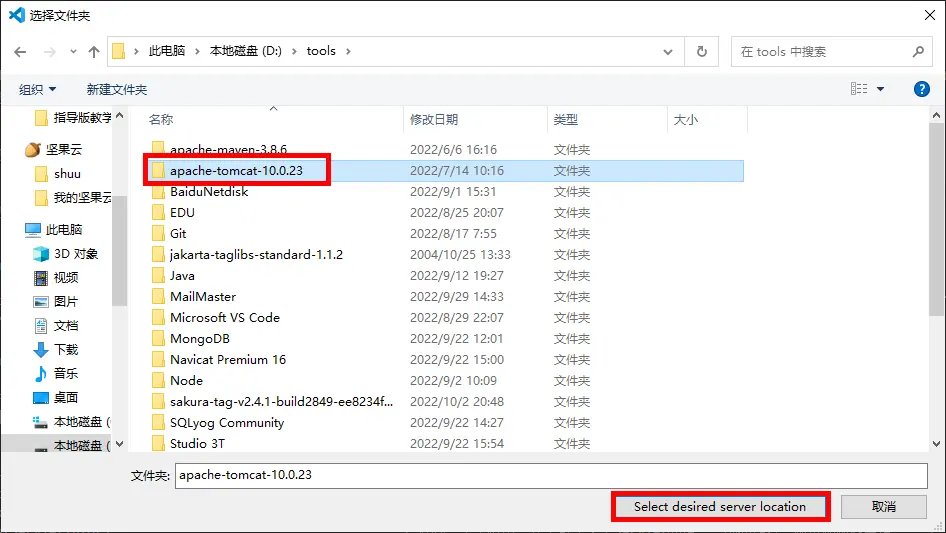 选择文件夹
此电脑 › 本地磁盘 (D:) › tools ›
在 tools 中搜索
组织
新建文件夹
指导版教学
坚果云
shuu
我的坚果云
此电脑
3D 对象
视频
图片
文档
下载
音乐
桌面
本地磁盘 (
本地磁盘 (
名称 修改日期 类型 大小
apache-maven-3.8.6 2022/6/6 16:16 文件夹
apache-tomcat-10.0.23 2022/7/14 10:16 文件夹
BaiduNetdisk 2022/9/1 15:31 文件夹
EDU 2022/8/25 20:07 文件夹
Git 2022/8/17 7:55 文件夹
jakarta-taglibs-standard-1.1.2 2004/10/25 13:33 文件夹
Java 2022/9/12 19:27 文件夹
MailMaster 2022/9/29 14:33 文件夹
Microsoft VS Code 2022/8/29 22:07 文件夹
MongoDB 2022/9/22 12:01 文件夹
Navicat Premium 16 2022/9/22 15:00 文件夹
Node 2022/9/2 10:09 文件夹
sakura-tag-v2.4.1-build2849-ee8234f... 2022/10/2 20:48 文件夹
SQLyog Community 2022/9/22 14:27 文件夹
Studio 3T 2022/9/22 15:54 文件夹
文件夹: apache-tomcat-10.0.23
Select desired server location 取消